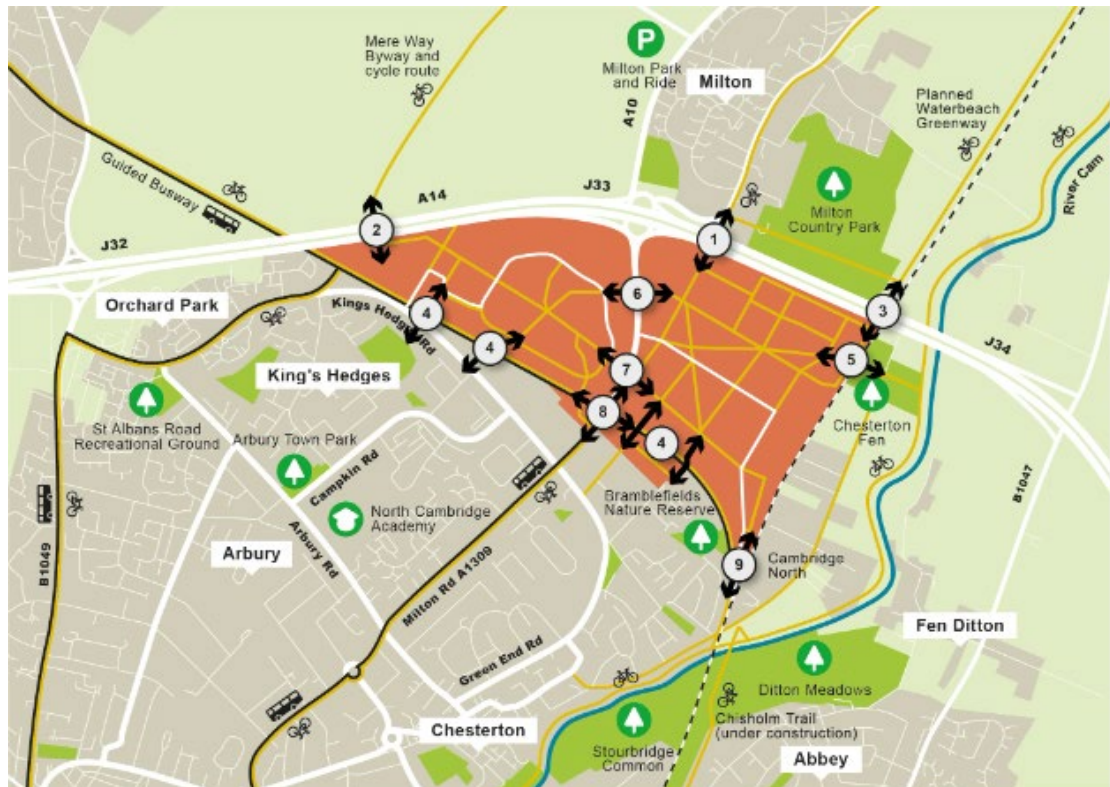 Mere Way
Byway and
cycle route
P
Milton Park
and Ride
Milton
A10
Planned
Waterbeach
Greenway
River Cam
Guided Busway
A14
J33
J32
2
1
Milton
Country Park
Orchard Park
Kings Hedges Rd
4
6
3
J34
4
5
King's Hedges
7
8
St Albans Road
Recreational Ground
Arbury Town Park
Campkin Rd
4
Chesterton
Fen
B1047
North Cambridge
Academy
Bramblefields
Nature Reserve
B1049
Arbury
Arbury Rd
Milton Rd A1309
9
Cambridge
North
Green End Rd
Fen Ditton
Ditton Meadows
Chesterton
Stourbridge
Common
Chisholm Trail
(under construction)
Abbey